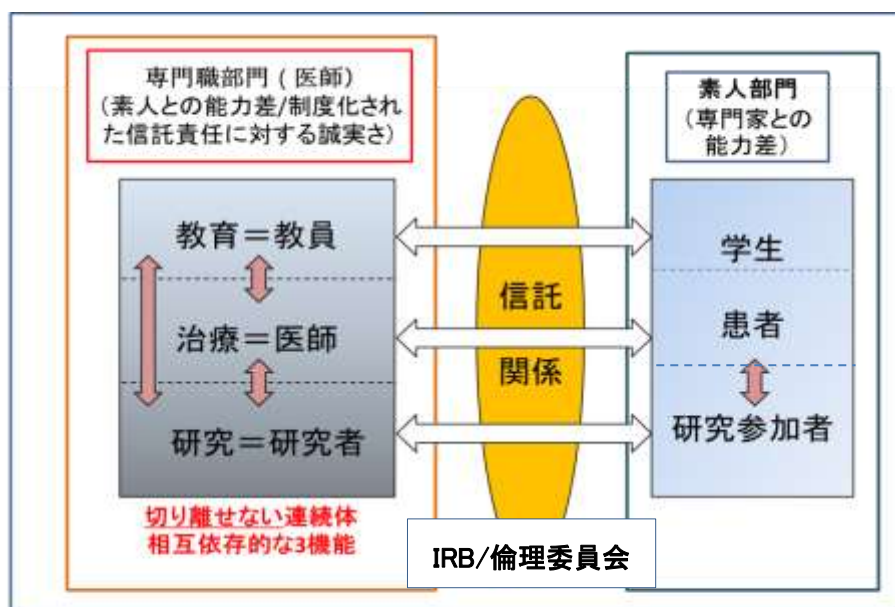 専門職部門（医師）
（素人との能力差/制度化され
た信託責任に対する誠実さ）
教育＝教員
治療＝医師
研究＝研究者
切り離せない連続体
相互依存的な3機能
信託
関係
IRB/倫理委員会
素人部門
（専門家との
能力差）
学生
患者
研究参加者